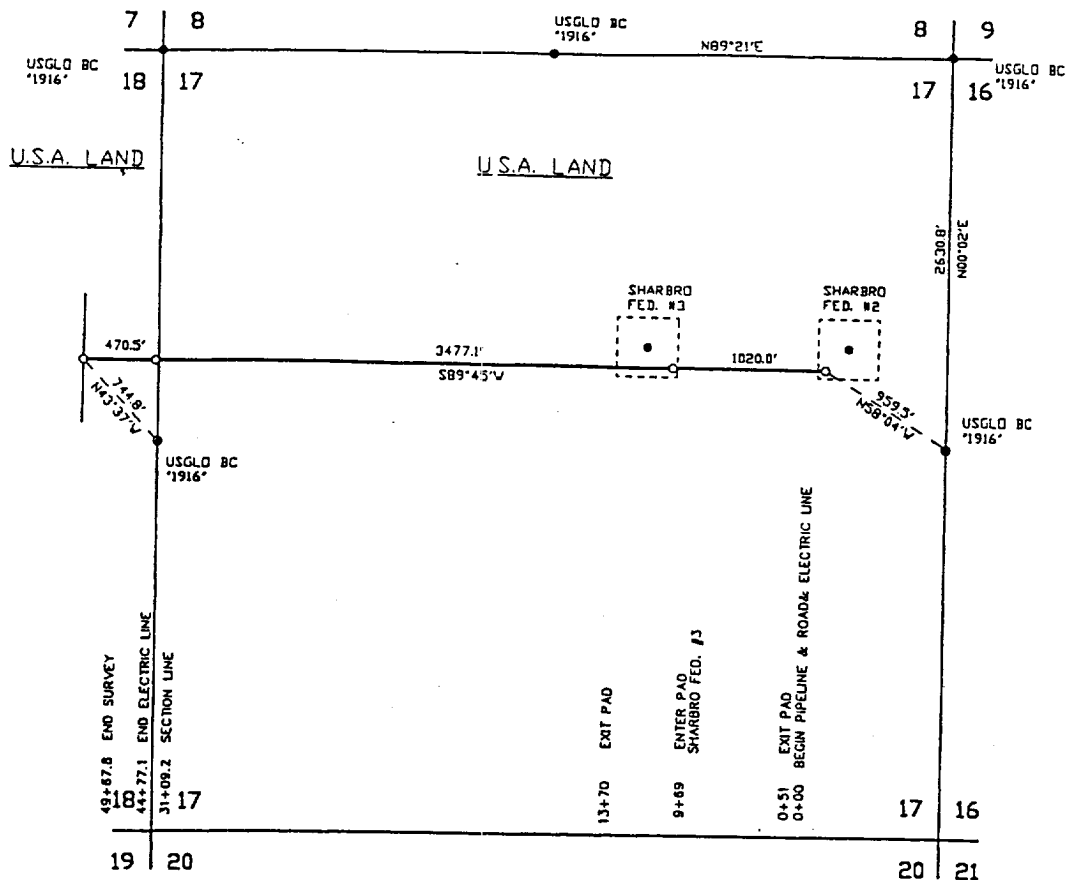 7 8
8 9
USGLO BC
"1916"
N89°21'E
USGLO BC
"1916"
18 17
17 16
USGLO BC
"1916"
U.S.A. LAND
U.S.A. LAND
2630.8'
N00°02'E
SHARBRO
FED. #3
SHARBRO
FED. #2
470.5'
3477.1'
S89°45'W
1020.0'
744.8'
N43°37'W
959.5'
N58°04'W
USGLO BC
"1916"
USGLO BC
"1916"
49+67.8 END SURVEY
44+77.1 END ELECTRIC LINE
31+09.2 SECTION LINE
13+70 EXIT PAD
9+69 ENTER PAD
SHARBRO FED. #3
0+51 EXIT PAD
0+00 BEGIN PIPELINE & ROAD& ELECTRIC LINE
18 17
17 16
19 20
20 21